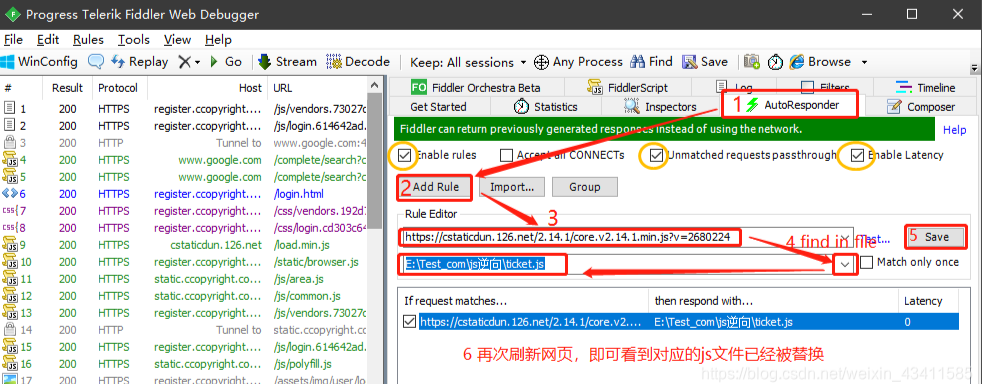 Progress Telerik Fiddler Web Debugger
File Edit Rules Tools View Help
WinConfig Replay Go Stream Decode Keep: All sessions Any Process Find Save Browse
# Result Protocol Host URL
1 200 HTTPS register.ccopyright.... /js/vendors.73027c
2 200 HTTPS register.ccopyright.... /js/login.614642ad.
3 200 HTTP Tunnel to www.google.com:4
4 200 HTTPS www.google.com /complete/search?c
5 200 HTTPS www.google.com /complete/search?c
6 200 HTTPS register.ccopyright.... /login.html
7 200 HTTPS register.ccopyright.... /css/vendors.192d7
8 200 HTTPS register.ccopyright.... /css/login.cd303c64
9 200 HTTPS cstaticdun.126.net /load.min.js
10 200 HTTPS register.ccopyright.... /static/browser.js
11 200 HTTPS static.ccopyright.co... /js/area.js
12 200 HTTPS static.ccopyright.co... /js/common.js
13 200 HTTPS static.ccopyright.co... /js/global.js
14 200 HTTP Tunnel to static.ccopyright.cc
15 200 HTTPS register.ccopyright.... /js/login.614642ad.
16 200 HTTPS static.ccopyright.co... /js/polyfill.js
17 200 HTTPS register.ccopyright.... /assets/img/user/lo
FO Fiddler Orchestra Beta FiddlerScript Log Filters Timeline
Get Started Statistics Inspectors 1 AutoResponder Composer
Fiddler can return previously generated responses instead of using the network. Help
Enable rules Accept all CONNECTs Unmatched requests passthrough Enable Latency
2 Add Rule Import... Group
3
Rule Editor
https://cstaticdun.126.net/2.14.1/core.v2.14.1.min.js?v=2680224 Test... 5 Save
4 find in file
E:\Test_com\js逆向\ticket.js Match only once
If request matches... then respond with... Latency
https://cstaticdun.126.net/2.14.1/core.v2.... E:\Test_com\js逆向\ticket.js 0
6 再次刷新网页，即可看到对应的js文件已经被替换
https://blog.csdn.net/weixin_43411585